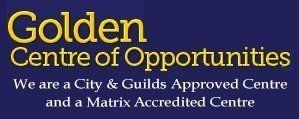 Golden
Centre of Opportunities
We are a City & Guilds Approved Centre
and a Matrix Accredited Centre